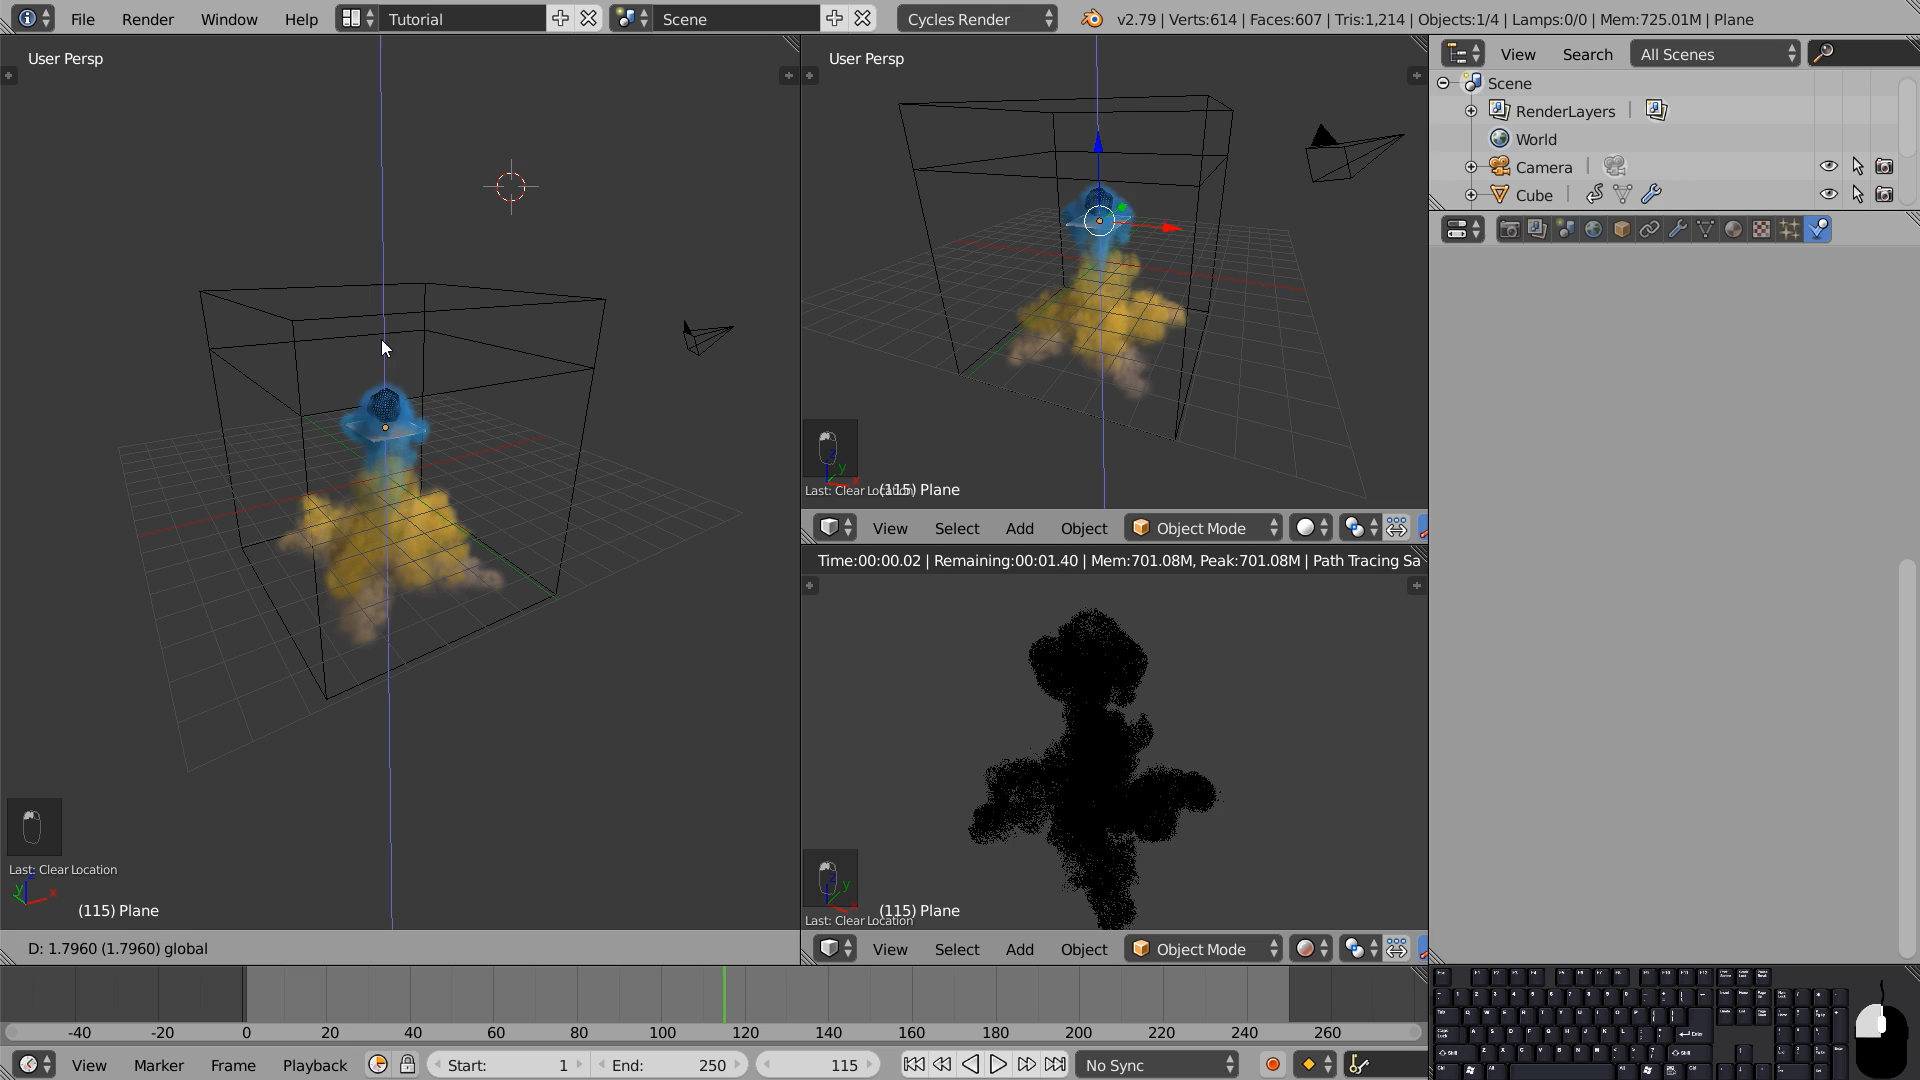 File Render Window Help Tutorial Scene Cycles Render v2.79 | Verts:614 | Faces:607 | Tris:1,214 | Objects:1/4 | Lamps:0/0 | Mem:725.01M | Plane
User Persp
User Persp
View Search All Scenes
Scene
RenderLayers
World
Camera
Cube
Last: Clear Location
(115) Plane
View Select Add Object Object Mode
Time:00:00.02 | Remaining:00:01.40 | Mem:701.08M, Peak:701.08M | Path Tracing Sa
Last: Clear Location
(115) Plane
Last: Clear Location
(115) Plane
View Select Add Object Object Mode
D: 1.7960 (1.7960) global
-40 -20 0 20 40 60 80 100 120 140 160 180 200 220 240 260
View Marker Frame Playback Start: 1 End: 250 115 No Sync